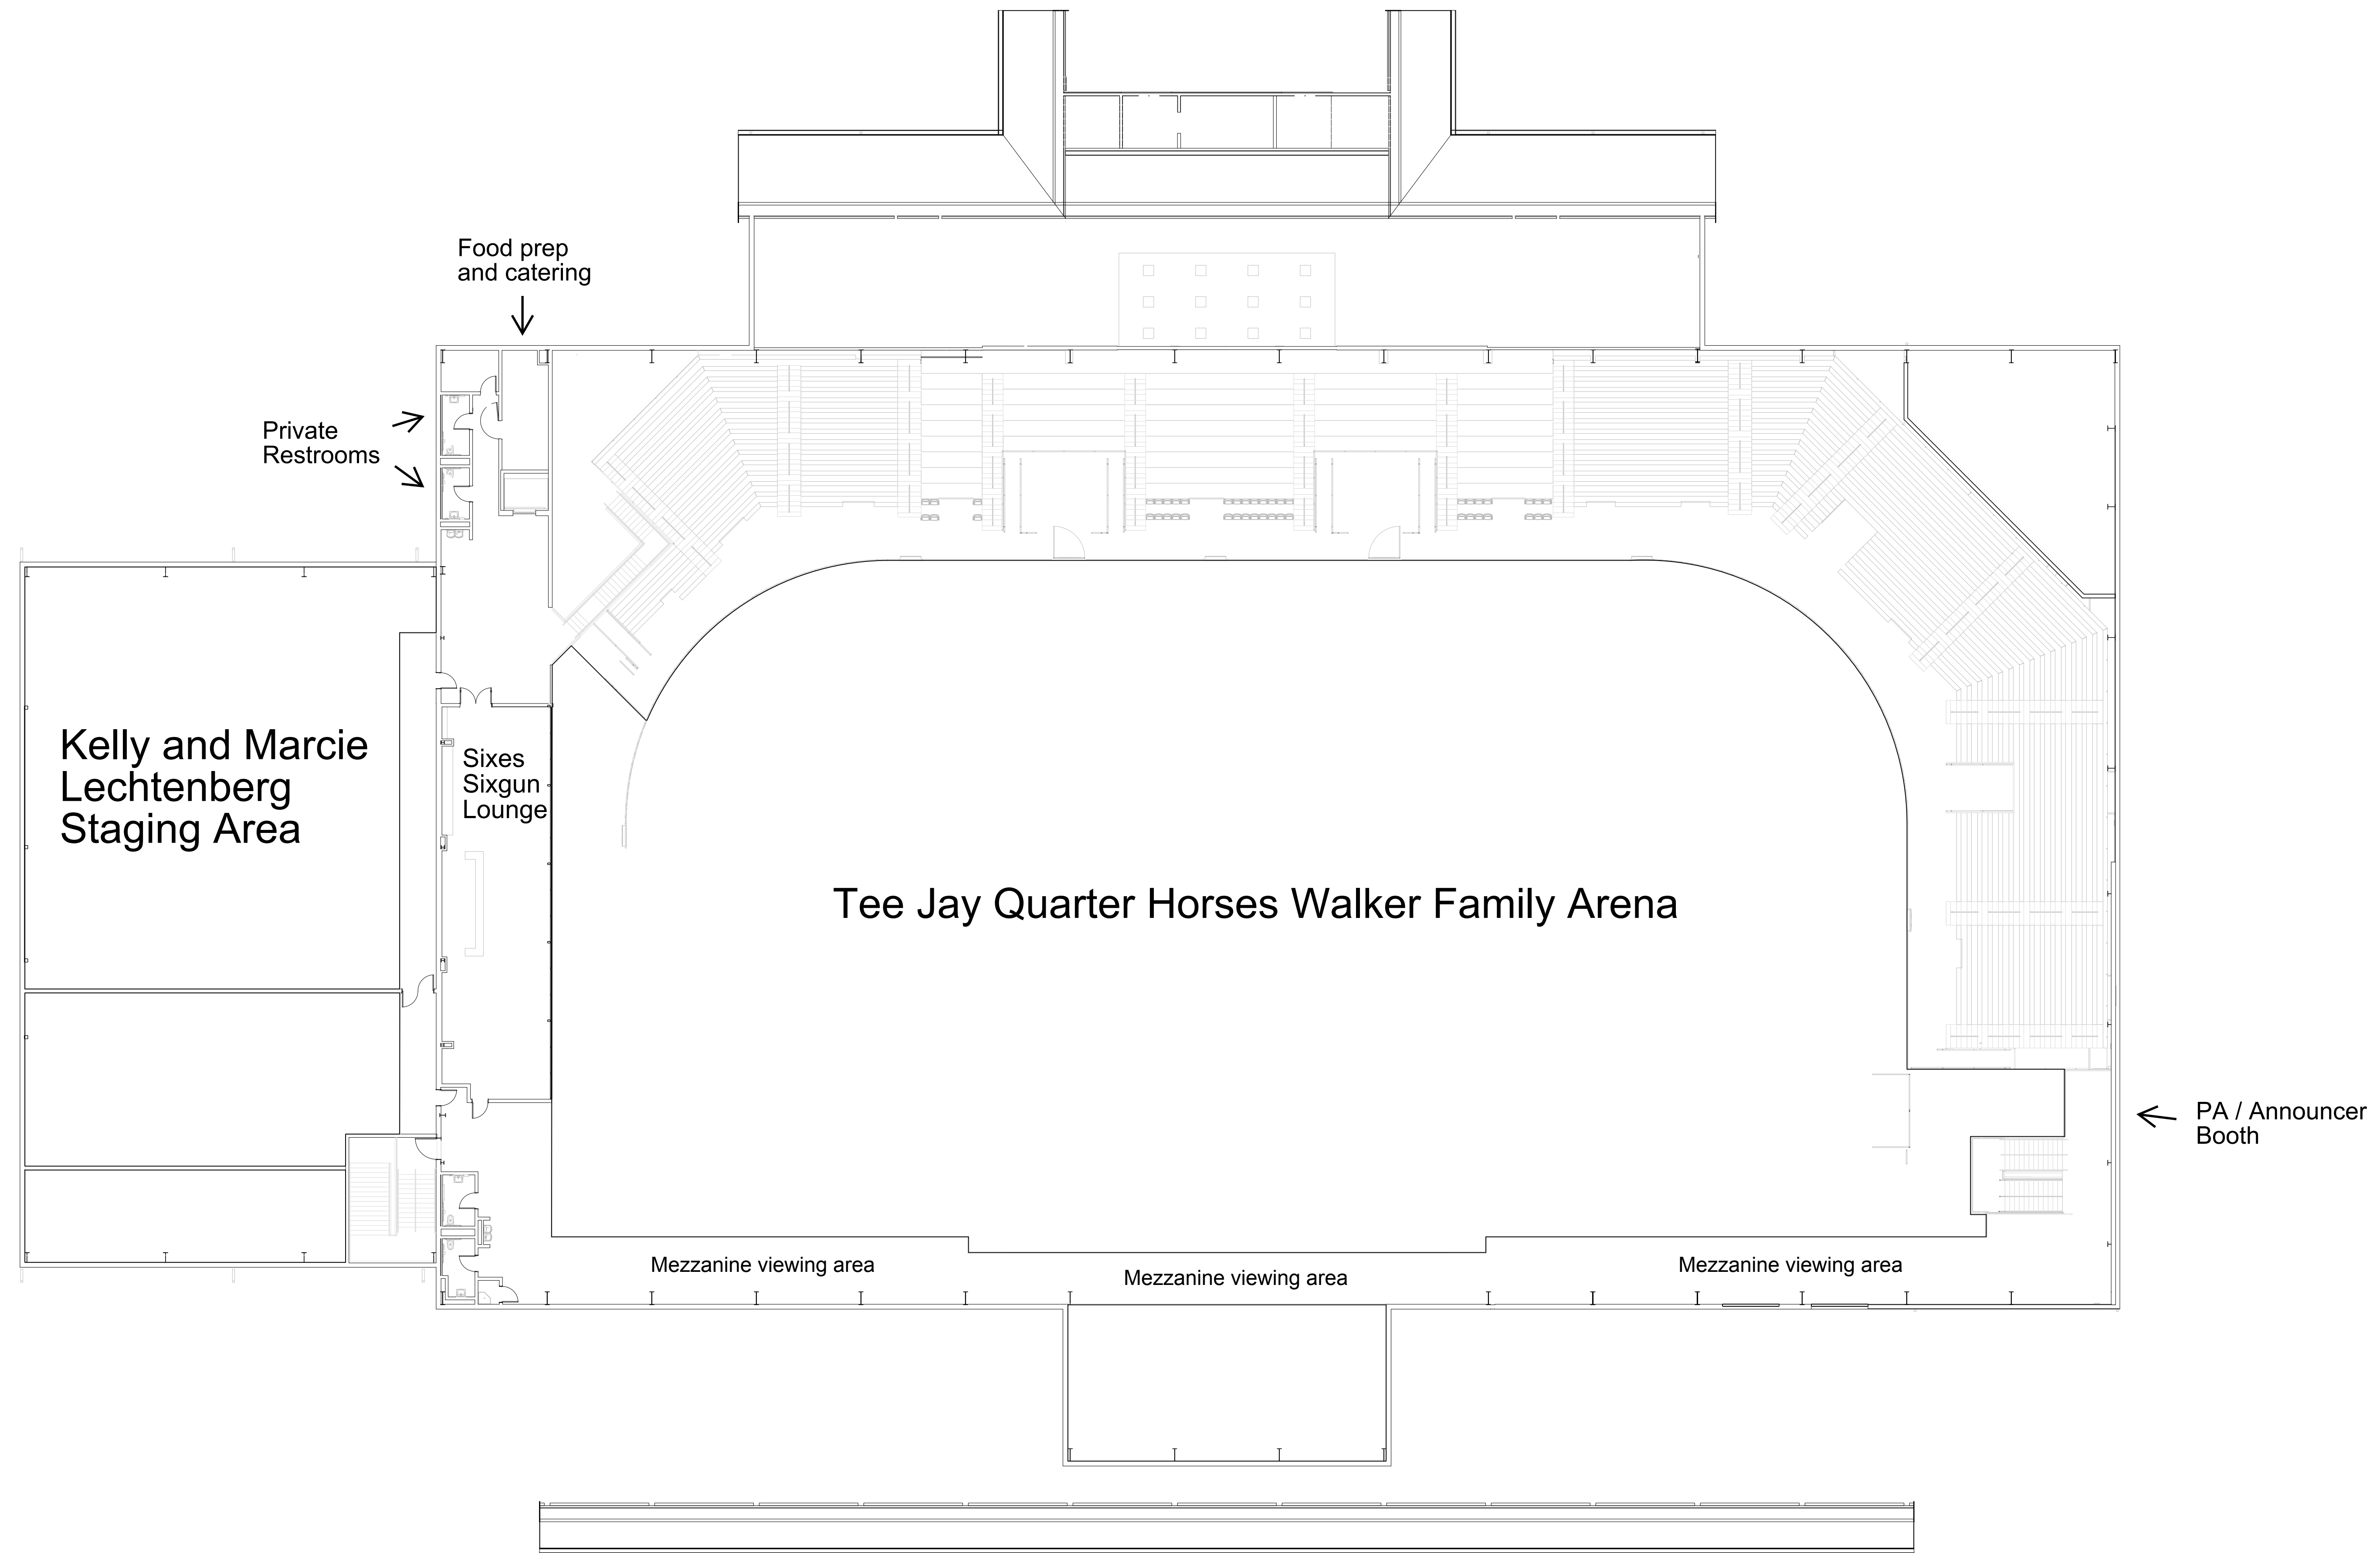 Food prep
and catering
Private
Restrooms
Kelly and Marcie
Lechtenberg
Staging Area
Sixes
Sixgun
Lounge
Tee Jay Quarter Horses Walker Family Arena
PA / Announcer
Booth
Mezzanine viewing area
Mezzanine viewing area
Mezzanine viewing area